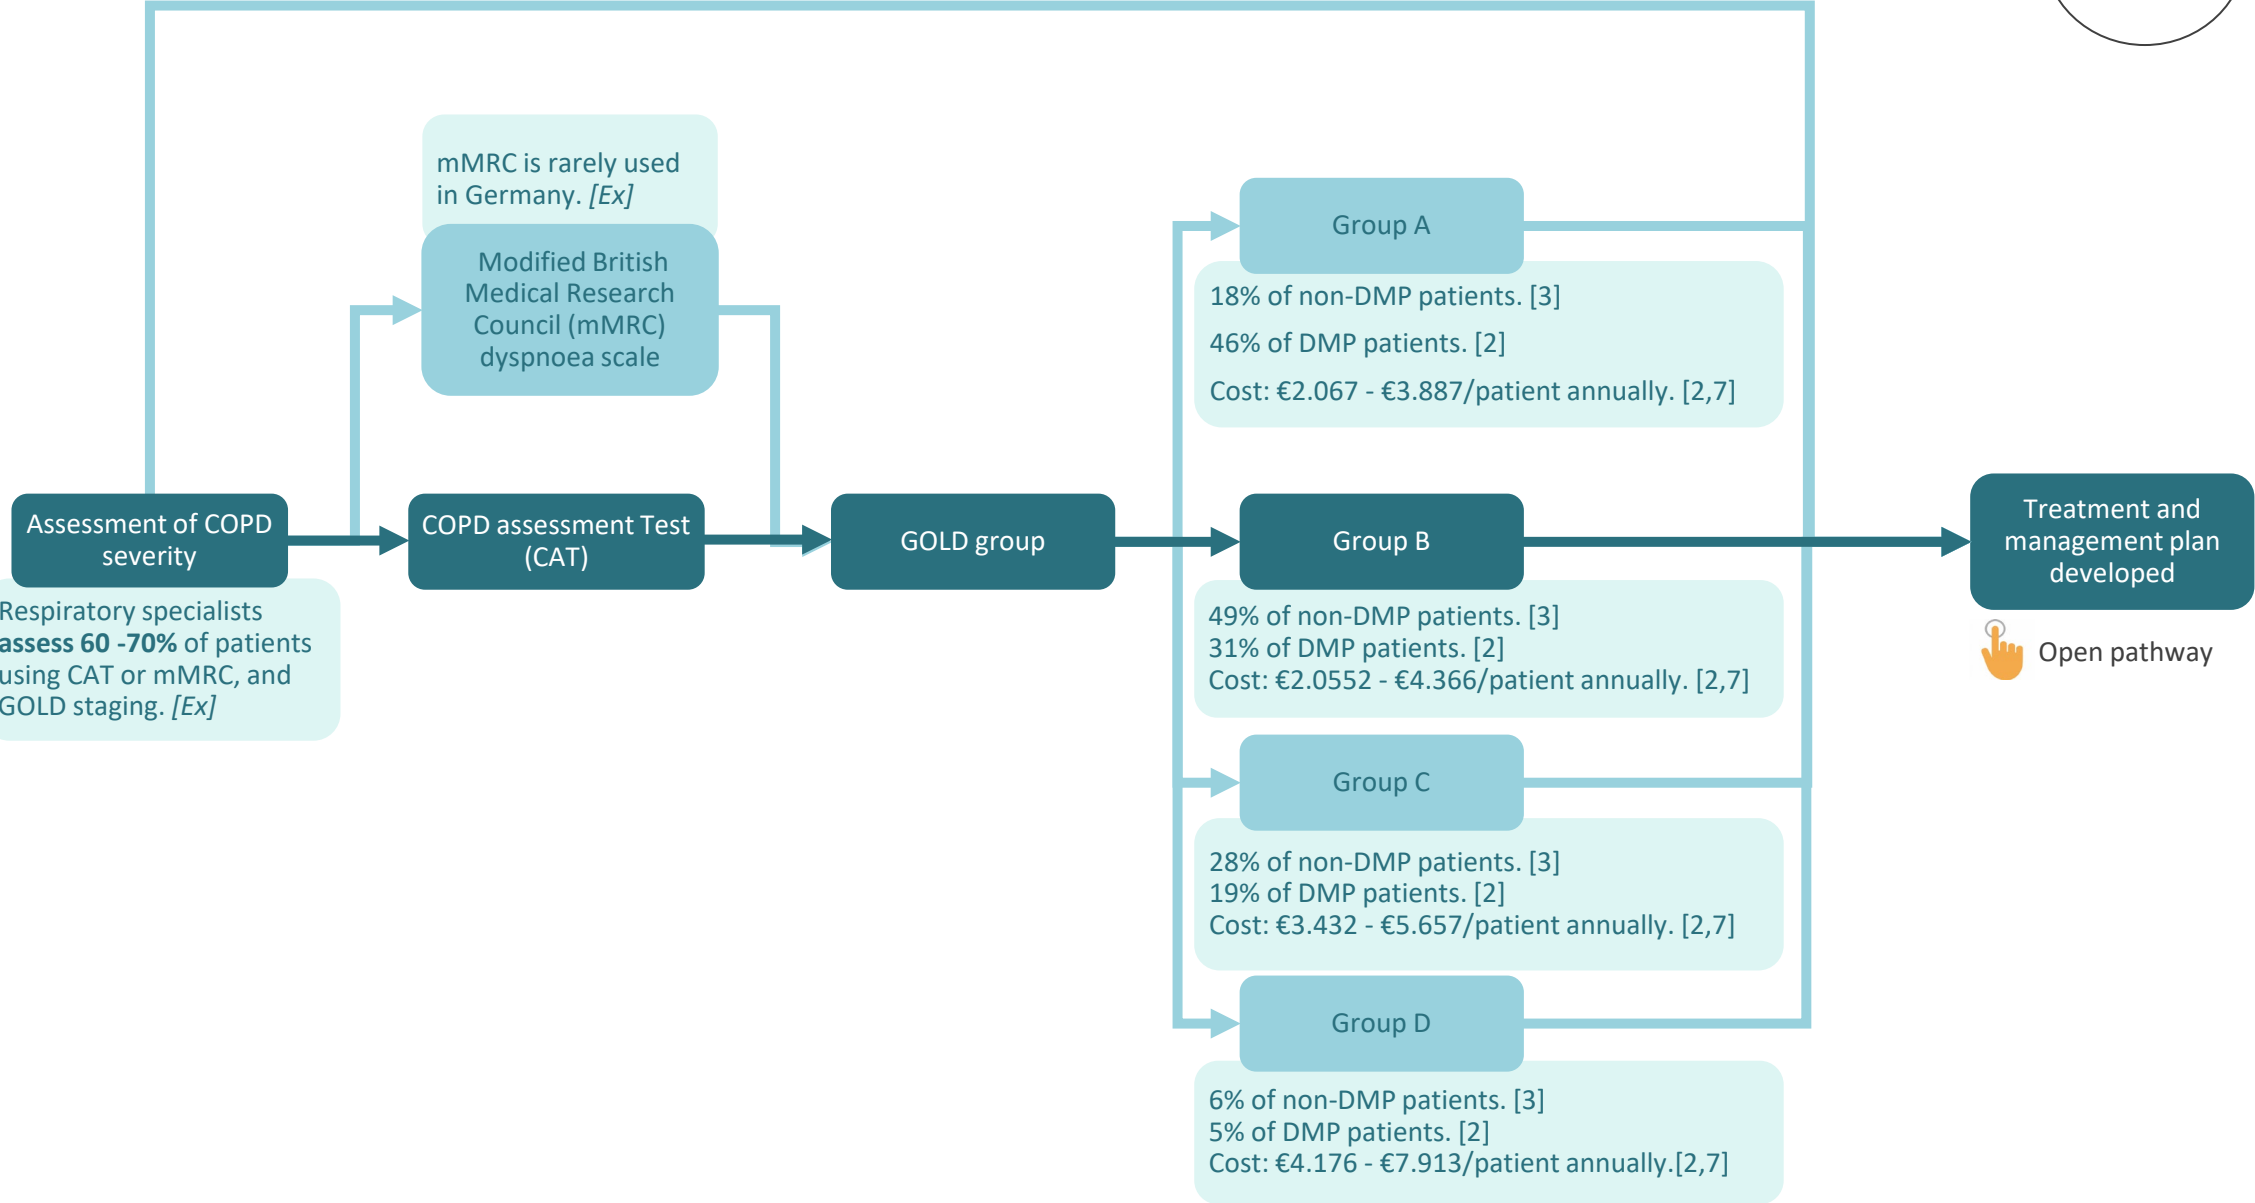 mMRC is rarely used
in Germany. [Ex]
Modified British
Medical Research
Council (mMRC)
dyspnoea scale
Assessment of COPD
severity
Respiratory specialists
assess 60 -70% of patients
using CAT or mMRC, and
GOLD staging. [Ex]
COPD assessment Test
(CAT)
GOLD group
Group A
18% of non-DMP patients. [3]
46% of DMP patients. [2]
Cost: €2.067 - €3.887/patient annually. [2,7]
Group B
49% of non-DMP patients. [3]
31% of DMP patients. [2]
Cost: €2.0552 - €4.366/patient annually. [2,7]
Group C
28% of non-DMP patients. [3]
19% of DMP patients. [2]
Cost: €3.432 - €5.657/patient annually. [2,7]
Group D
6% of non-DMP patients. [3]
5% of DMP patients. [2]
Cost: €4.176 - €7.913/patient annually.[2,7]
Treatment and
management plan
developed
Open pathway